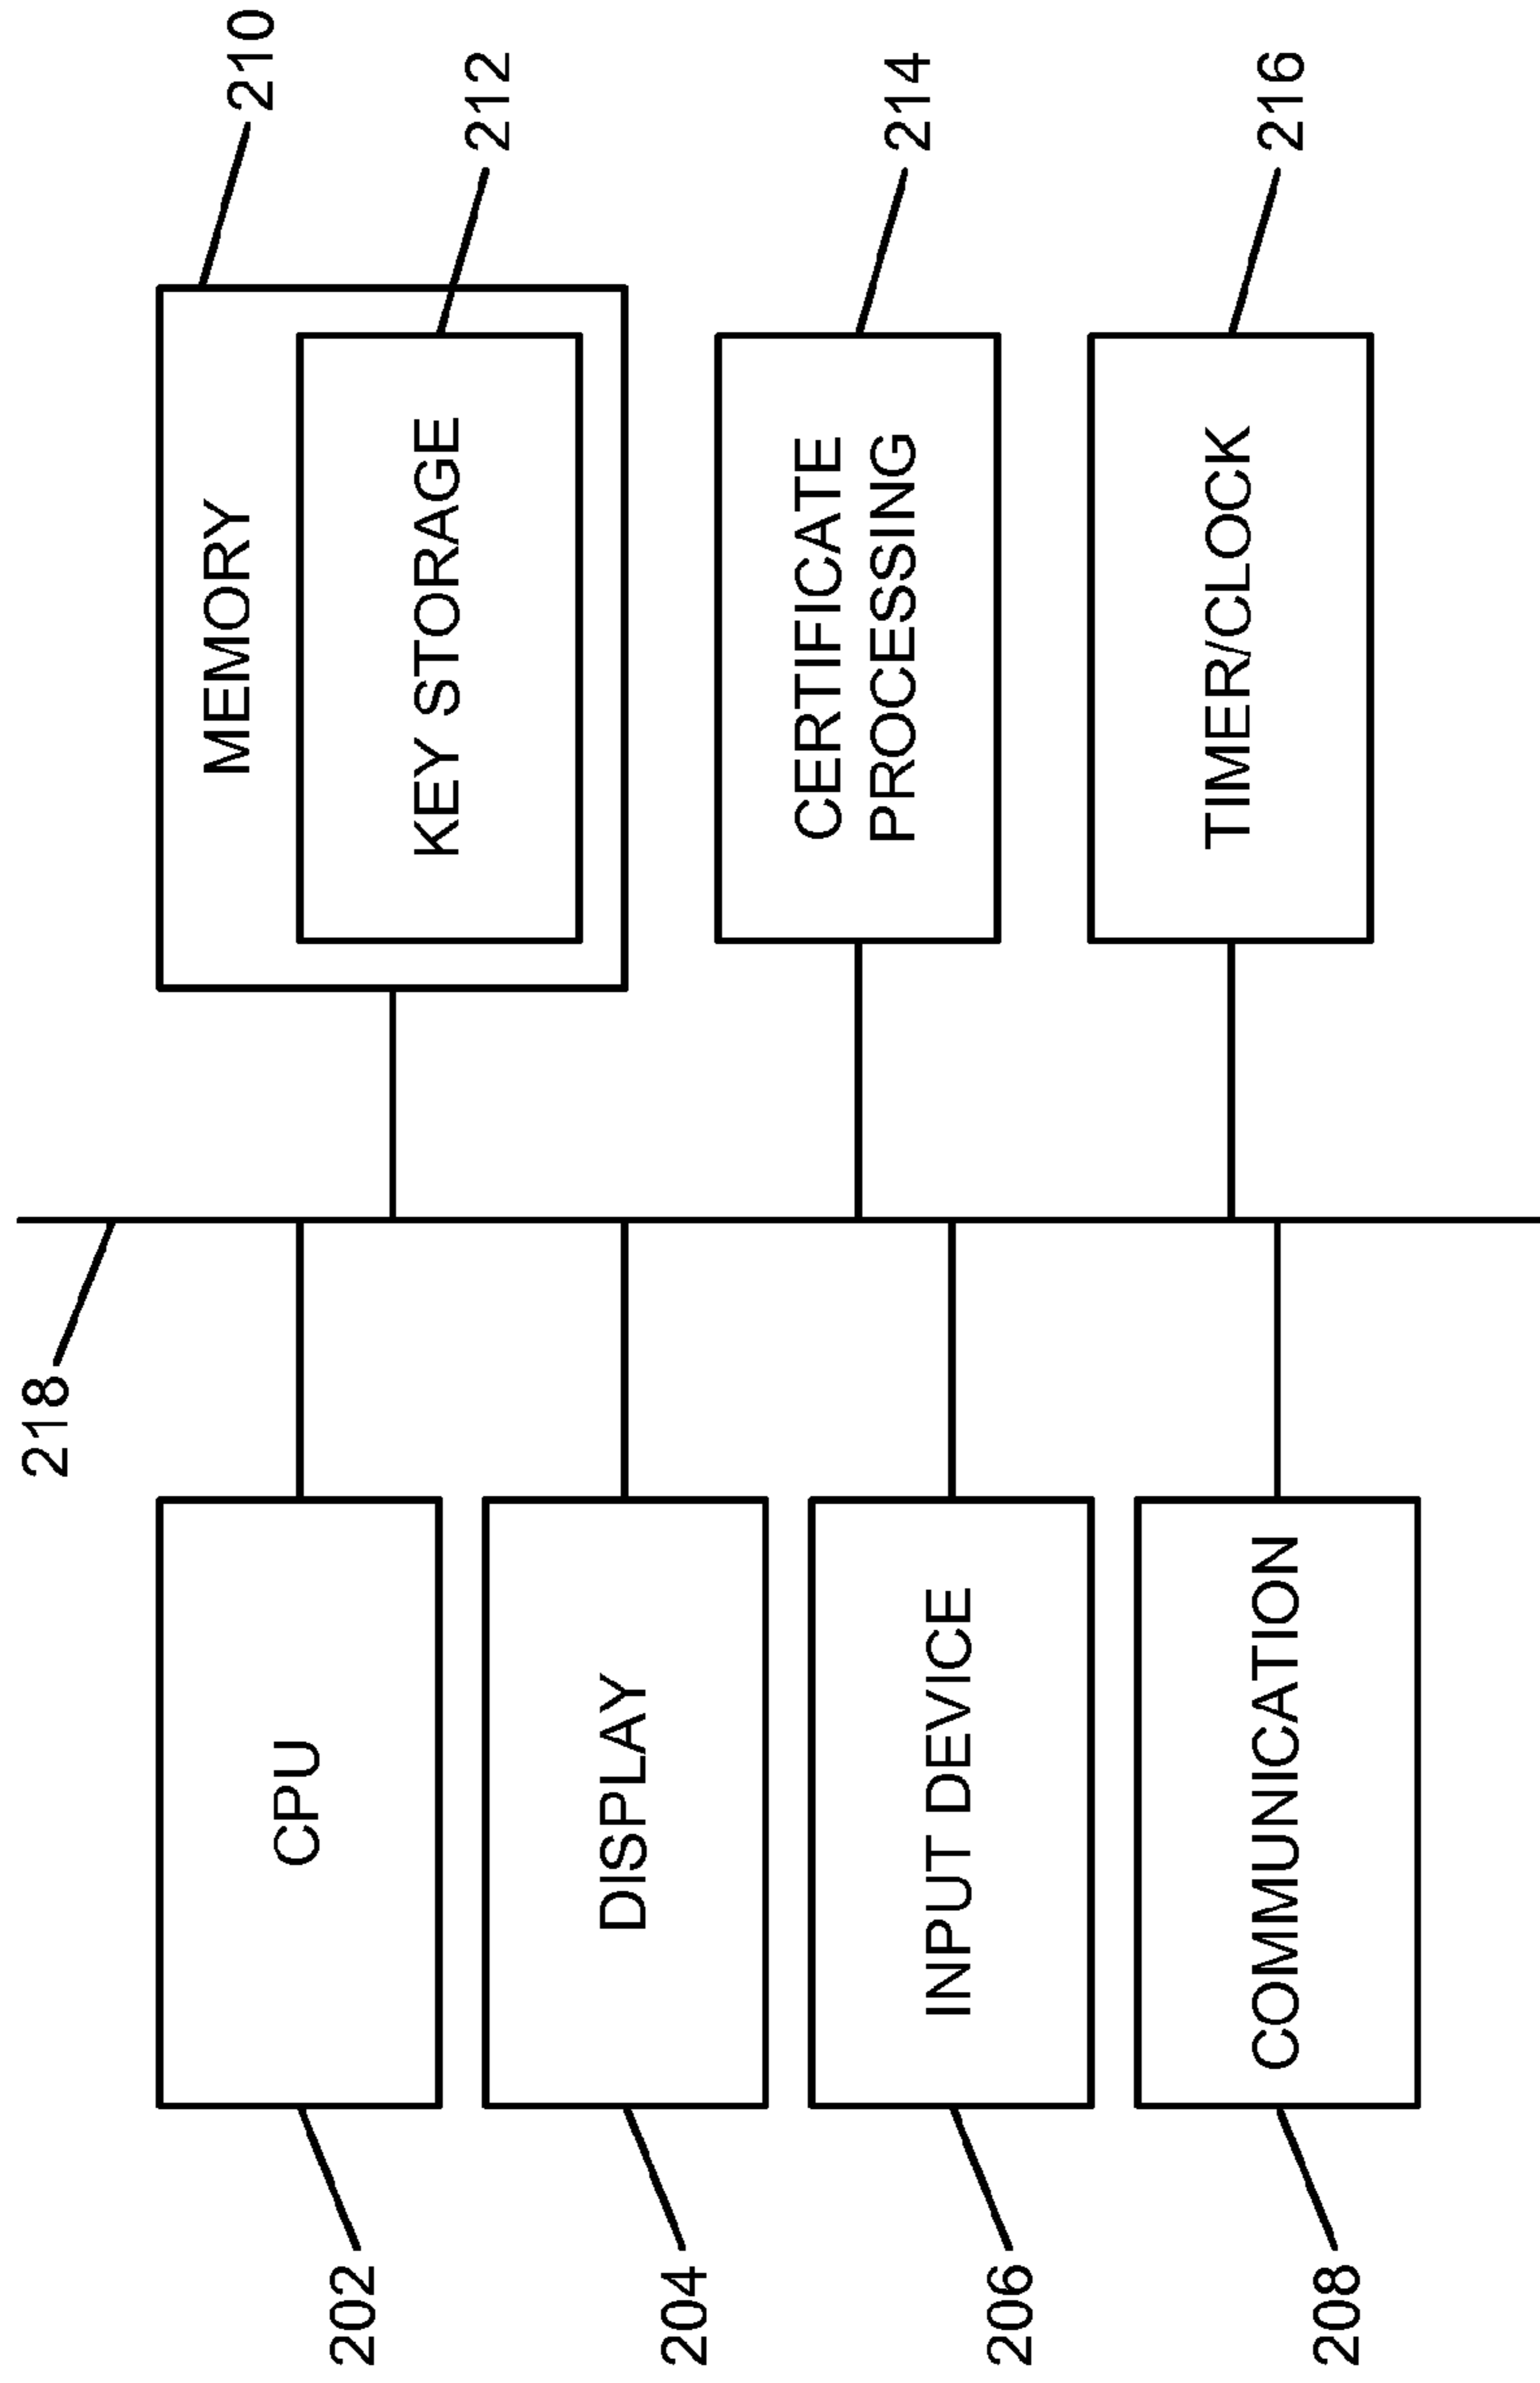 218
202
CPU
204
DISPLAY
206
INPUT DEVICE
208
COMMUNICATION
MEMORY
210
KEY STORAGE
212
CERTIFICATE
PROCESSING
214
TIMER/CLOCK
216